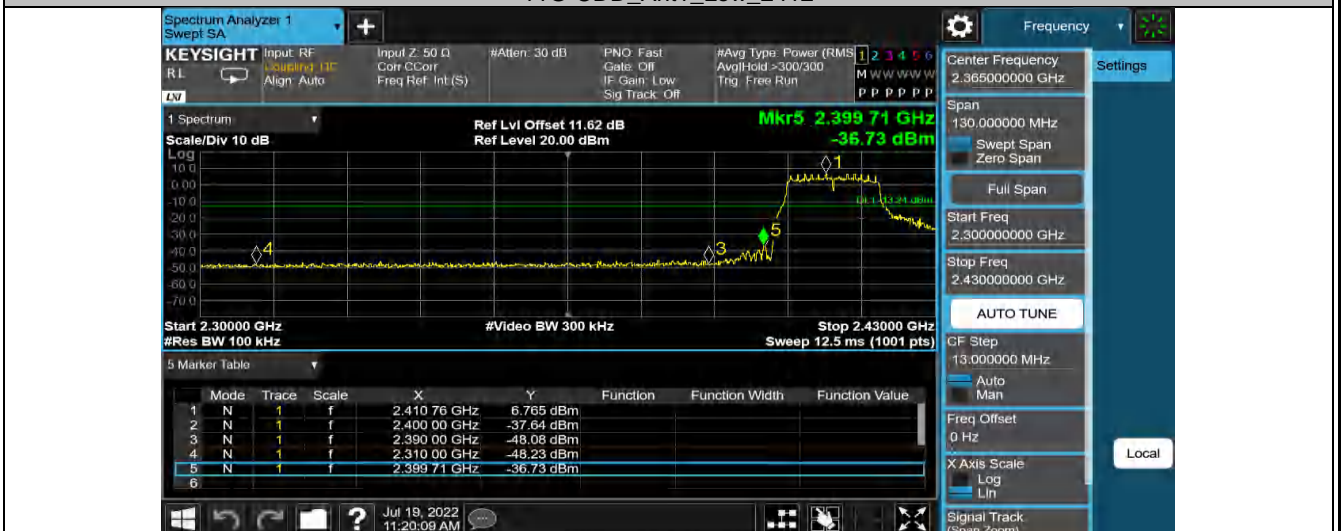 Spectrum Analyzer 1
Swept SA
Frequency
KEYSIGHT
RL
LXI
Input: RF
Coupling: DC
Align: Auto
Input Z: 50 Ω
Corr CCorr
Freq Ref: Int (S)
#Atten: 30 dB
PNO: Fast
Gate: Off
IF Gain: Low
Sig Track: Off
#Avg Type: Power (RMS
Avg|Hold >300/300
Trig: Free Run
1 2 3 4 5 6
M W W W W W
P P P P P P
Center Frequency
2.365000000 GHz
Settings
1 Spectrum
Scale/Div 10 dB
Ref Lvl Offset 11.62 dB
Ref Level 20.00 dBm
Mkr5 2.399 71 GHz
-36.73 dBm
Span
130.000000 MHz
Swept Span
Zero Span
Full Span
Log
10.0
0.00
-10.0
-20.0
-30.0
-40.0
-50.0
-60.0
-70.0
1
DL1 -13.24 dBm
5
4
3
Start Freq
2.300000000 GHz
Stop Freq
2.430000000 GHz
AUTO TUNE
Start 2.30000 GHz
#Video BW 300 kHz
Stop 2.43000 GHz
#Res BW 100 kHz
Sweep 12.5 ms (1001 pts)
CF Step
13.000000 MHz
Auto
Man
5 Marker Table
Mode Trace Scale X Y Function Function Width Function Value
1 N 1 f 2.410 76 GHz 6.765 dBm
2 N 1 f 2.400 00 GHz -37.64 dBm
3 N 1 f 2.390 00 GHz -48.08 dBm
4 N 1 f 2.310 00 GHz -48.23 dBm
5 N 1 f 2.399 71 GHz -36.73 dBm
6
Freq Offset
0 Hz
X Axis Scale
Log
Lin
Local
Signal Track
(Span Zoom)
?
Jul 19, 2022
11:20:09 AM